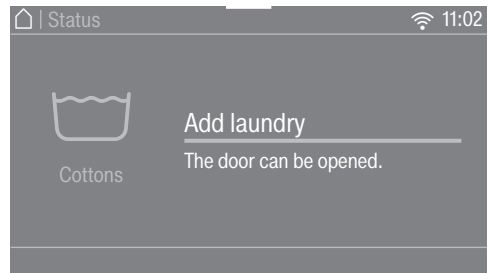 | Status
11:02
Add laundry
The door can be opened.
Cottons